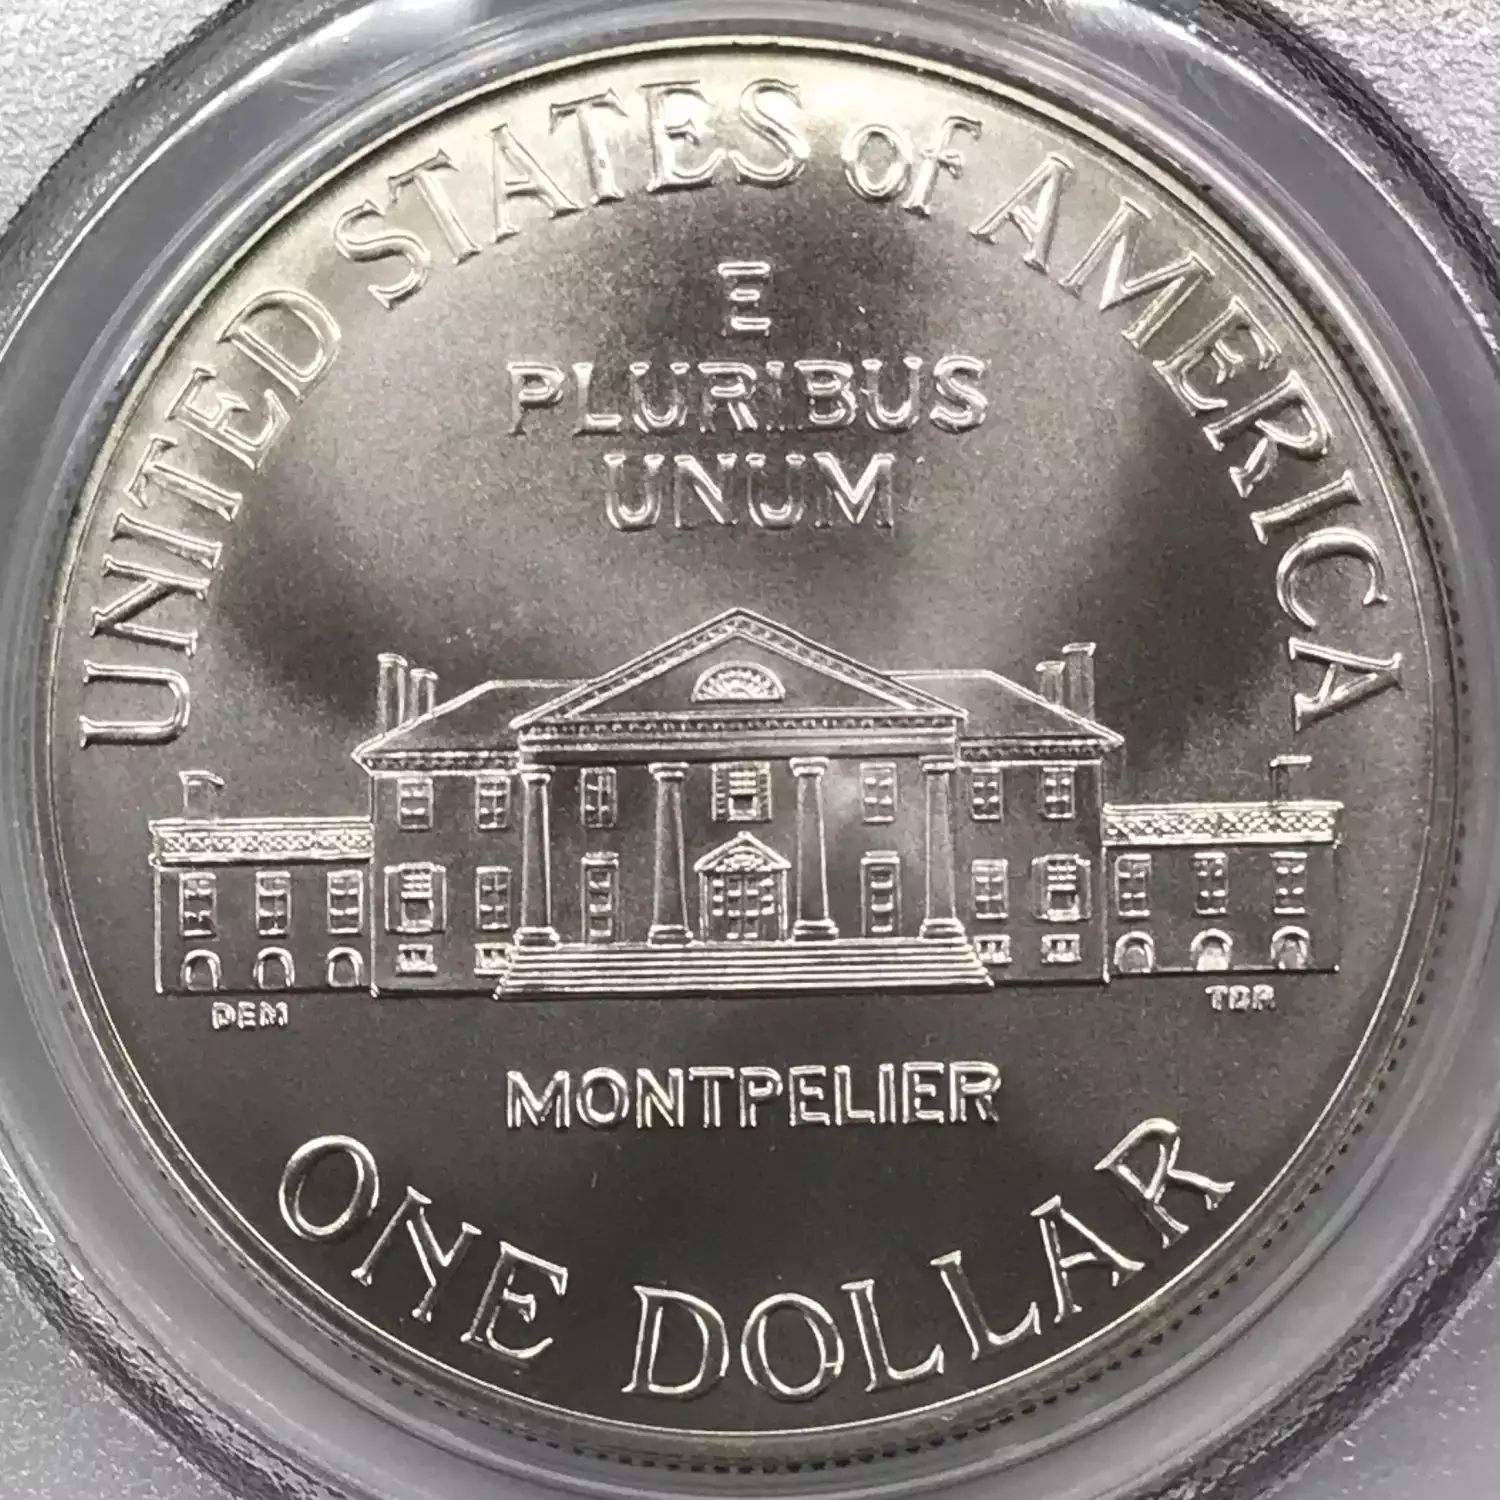 UNITED STATES of AMERICA
E
PLURIBUS
UNUM
DEM
TDR
MONTPELIER
ONE DOLLAR